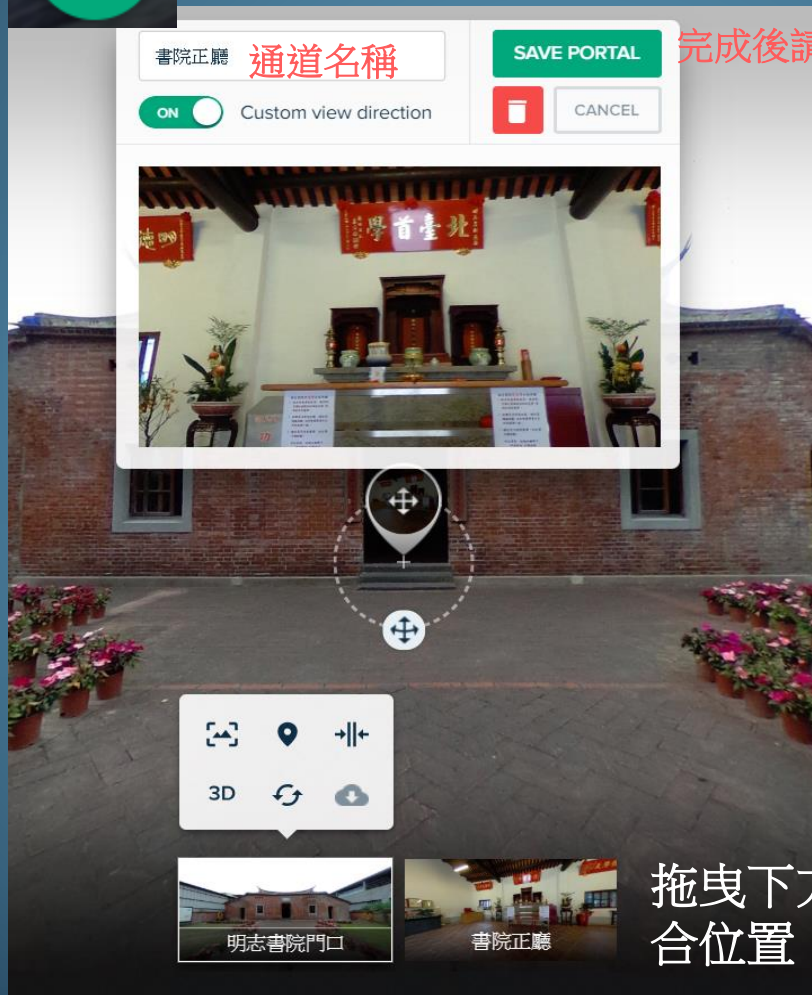 書院正廳 通道名稱
SAVE PORTAL
完成後請
ON
Custom view direction
CANCEL
學首臺北
3D
明志書院門口
書院正廳
拖曳下方
合位置